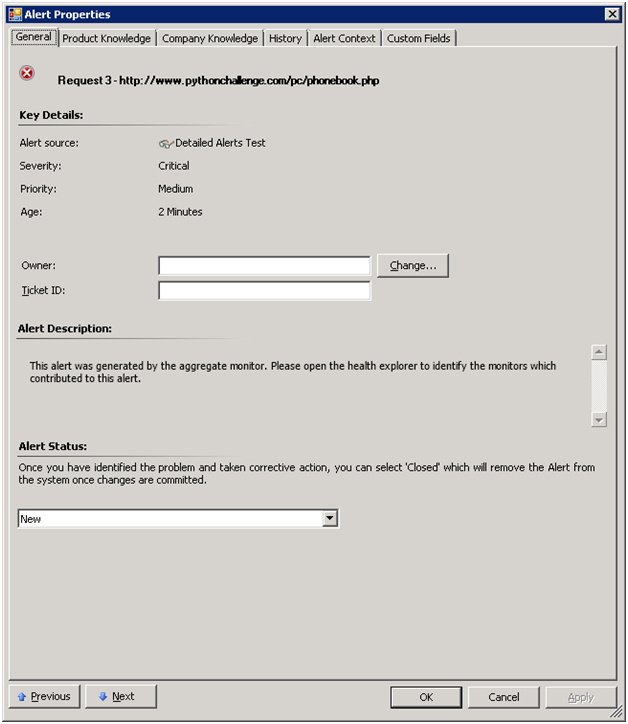 Alert Properties
General Product Knowledge Company Knowledge History Alert Context Custom Fields
Request 3 - http://www.pythonchallenge.com/pc/phonebook.php
Key Details:
Alert source: Detailed Alerts Test
Severity: Critical
Priority: Medium
Age: 2 Minutes
Owner: Change...
Ticket ID:
Alert Description:
This alert was generated by the aggregate monitor. Please open the health explorer to identify the monitors which
contributed to this alert.
Alert Status:
Once you have identified the problem and taken corrective action, you can select 'Closed' which will remove the Alert from
the system once changes are committed.
New
Previous Next OK Cancel Apply